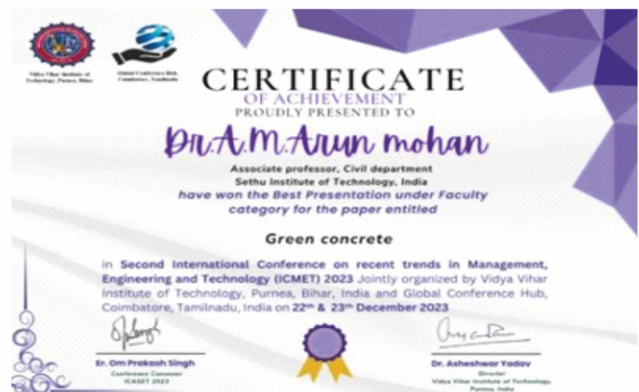 Vidya Vihar Institute of
Technology, Purnea, Bihar
Global Conference Hub,
Coimbatore, Tamilnadu
CERTIFICATE
OF ACHIEVEMENT
PROUDLY PRESENTED TO
Dr.A.M.Arun mohan
Associate professor, Civil department
Sethu Institute of Technology, India
have won the Best Presentation under Faculty
category for the paper entitled
Green concrete
in Second International Conference on recent trends in Management,
Engineering and Technology (ICMET) 2023 Jointly organized by Vidya Vihar
Institute of Technology, Purnea, Bihar, India and Global Conference Hub,
Coimbatore, Tamilnadu, India on 22th & 23th December 2023
Er. Om Prakash Singh
Conference Convener
ICASET 2023
Dr. Asheshwar Yadav
Director
Vidya Vihar Institute of Technology,
Purnea, India